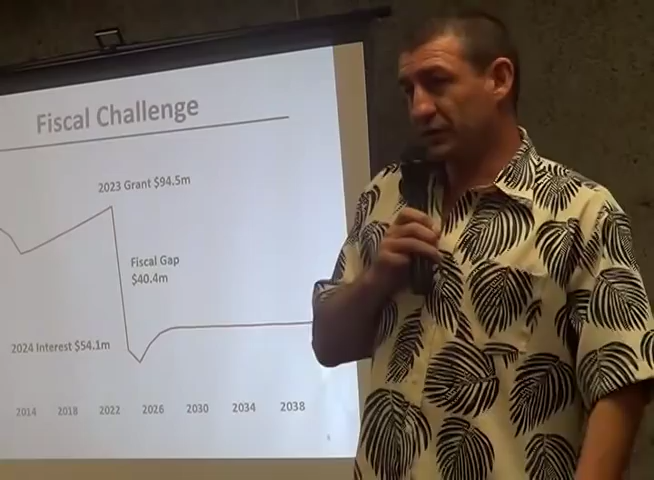 Fiscal Challenge
2023 Grant $94.5m
Fiscal Gap
$40.4m
2024 Interest $54.1m
2014 2018 2022 2026 2030 2034 2038